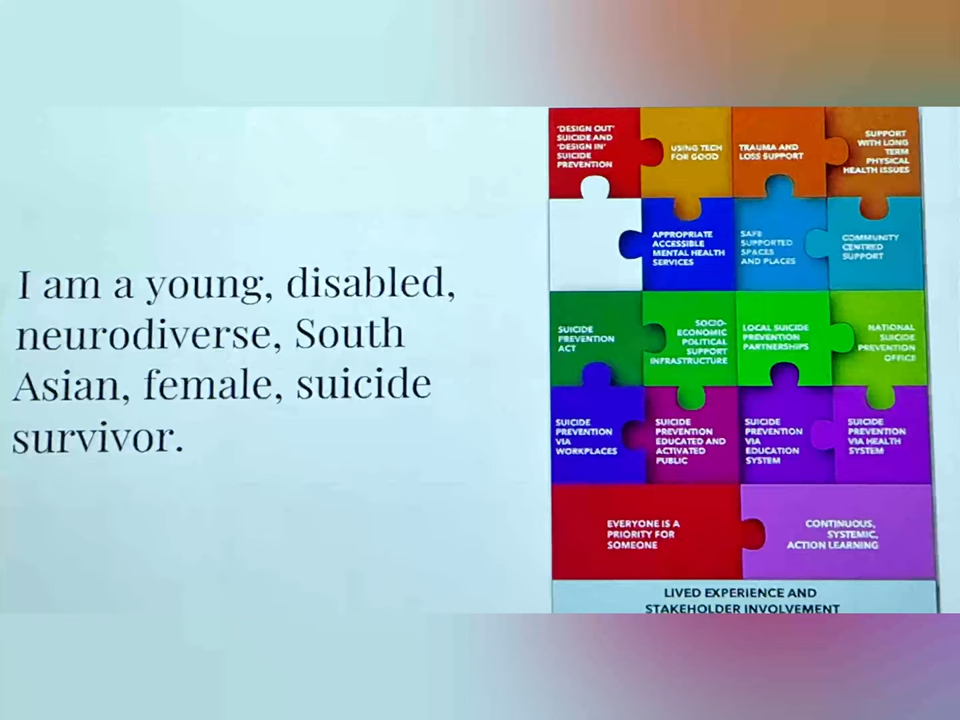 I am a young, disabled,
neurodiverse, South
Asian, female, suicide
survivor.
'DESIGN OUT'
SUICIDE AND
'DESIGN IN'
SUICIDE
PREVENTION
USING TECH
FOR GOOD
TRAUMA AND
LOSS SUPPORT
SUPPORT
WITH LONG
TERM
PHYSICAL
HEALTH ISSUES
APPROPRIATE
ACCESSIBLE
MENTAL HEALTH
SERVICES
SAFE
SUPPORTED
SPACES
AND PLACES
COMMUNITY
CENTRED
SUPPORT
SUICIDE
PREVENTION
ACT
SOCIO-
ECONOMIC
POLITICAL
SUPPORT
INFRASTRUCTURE
LOCAL SUICIDE
PREVENTION
PARTNERSHIPS
NATIONAL
SUICIDE
PREVENTION
OFFICE
SUICIDE
PREVENTION
VIA
WORKPLACES
SUICIDE
PREVENTION
EDUCATED AND
ACTIVATED
PUBLIC
SUICIDE
PREVENTION
VIA
EDUCATION
SYSTEM
SUICIDE
PREVENTION
VIA HEALTH
SYSTEM
EVERYONE IS A
PRIORITY FOR
SOMEONE
CONTINUOUS,
SYSTEMIC,
ACTION LEARNING
LIVED EXPERIENCE AND
STAKEHOLDER INVOLVEMENT